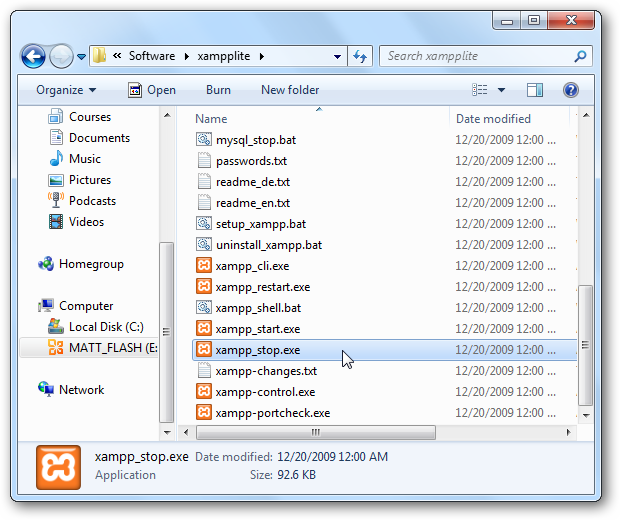 « Software ▸ xampplite ▸
Search xampplite
Organize Open Burn New folder
Courses
Documents
Music
Pictures
Podcasts
Videos
Homegroup
Computer
Local Disk (C:)
MATT_FLASH (E:
Network
Name Date modified
mysql_stop.bat 12/20/2009 12:00 ...
passwords.txt 12/20/2009 12:00 ...
readme_de.txt 12/20/2009 12:00 ...
readme_en.txt 12/20/2009 12:00 ...
setup_xampp.bat 12/20/2009 12:00 ...
uninstall_xampp.bat 12/20/2009 12:00 ...
xampp_cli.exe 12/20/2009 12:00 ...
xampp_restart.exe 12/20/2009 12:00 ...
xampp_shell.bat 12/20/2009 12:00 ...
xampp_start.exe 12/20/2009 12:00 ...
xampp_stop.exe 12/20/2009 12:00 ...
xampp-changes.txt 12/20/2009 12:00 ...
xampp-control.exe 12/20/2009 12:00 ...
xampp-portcheck.exe 12/20/2009 12:00 ...
xampp_stop.exe Date modified: 12/20/2009 12:00 AM
Application Size: 92.6 KB